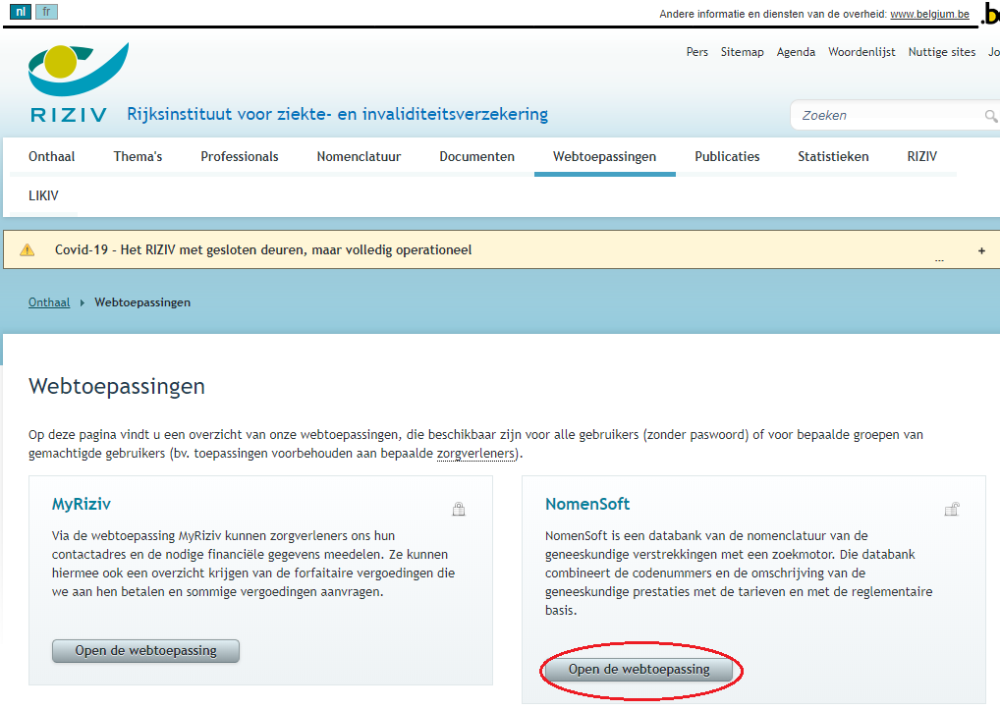 nl fr
Andere informatie en diensten van de overheid: www.belgium.be
.b
Pers Sitemap Agenda Woordenlijst Nuttige sites Jo
RIZIV Rijksinstituut voor ziekte- en invaliditeitsverzekering
Zoeken
Onthaal Thema's Professionals Nomenclatuur Documenten Webtoepassingen Publicaties Statistieken RIZIV
LIKIV
Covid-19 - Het RIZIV met gesloten deuren, maar volledig operationeel
... +
Onthaal Webtoepassingen
Webtoepassingen
Op deze pagina vindt u een overzicht van onze webtoepassingen, die beschikbaar zijn voor alle gebruikers (zonder paswoord) of voor bepaalde groepen van
gemachtigde gebruikers (bv. toepassingen voorbehouden aan bepaalde zorgverleners).
MyRiziv
Via de webtoepassing MyRiziv kunnen zorgverleners ons hun
contactadres en de nodige financiële gegevens meedelen. Ze kunnen
hiermee ook een overzicht krijgen van de forfaitaire vergoedingen die
we aan hen betalen en sommige vergoedingen aanvragen.
Open de webtoepassing
NomenSoft
NomenSoft is een databank van de nomenclatuur van de
geneeskundige verstrekkingen met een zoekmotor. Die databank
combineert de codenummers en de omschrijving van de
geneeskundige prestaties met de tarieven en met de reglementaire
basis.
Open de webtoepassing